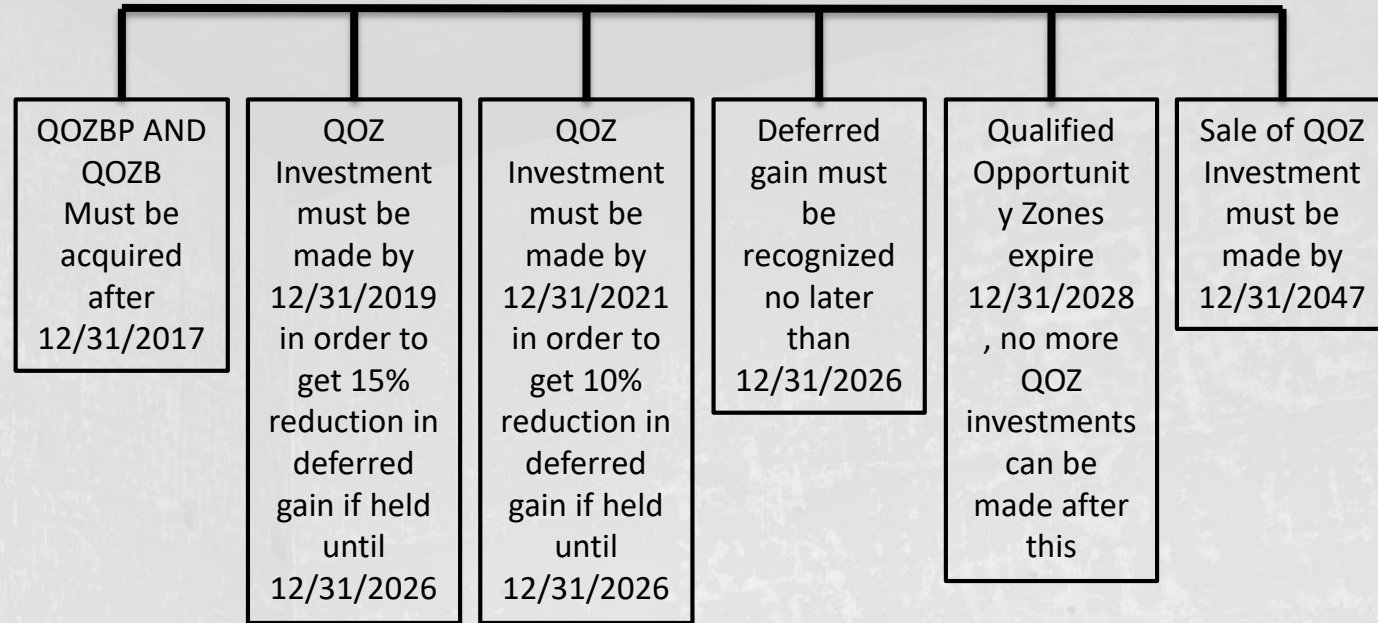 QOZBP AND
QOZB
Must be
acquired
after
12/31/2017
QOZ
Investment
must be
made by
12/31/2019
in order to
get 15%
reduction in
deferred
gain if held
until
12/31/2026
QOZ
Investment
must be
made by
12/31/2021
in order to
get 10%
reduction in
deferred
gain if held
until
12/31/2026
Deferred
gain must
be
recognized
no later
than
12/31/2026
Qualified
Opportunit
y Zones
expire
12/31/2028
, no more
QOZ
investments
can be
made after
this
Sale of QOZ
Investment
must be
made by
12/31/2047